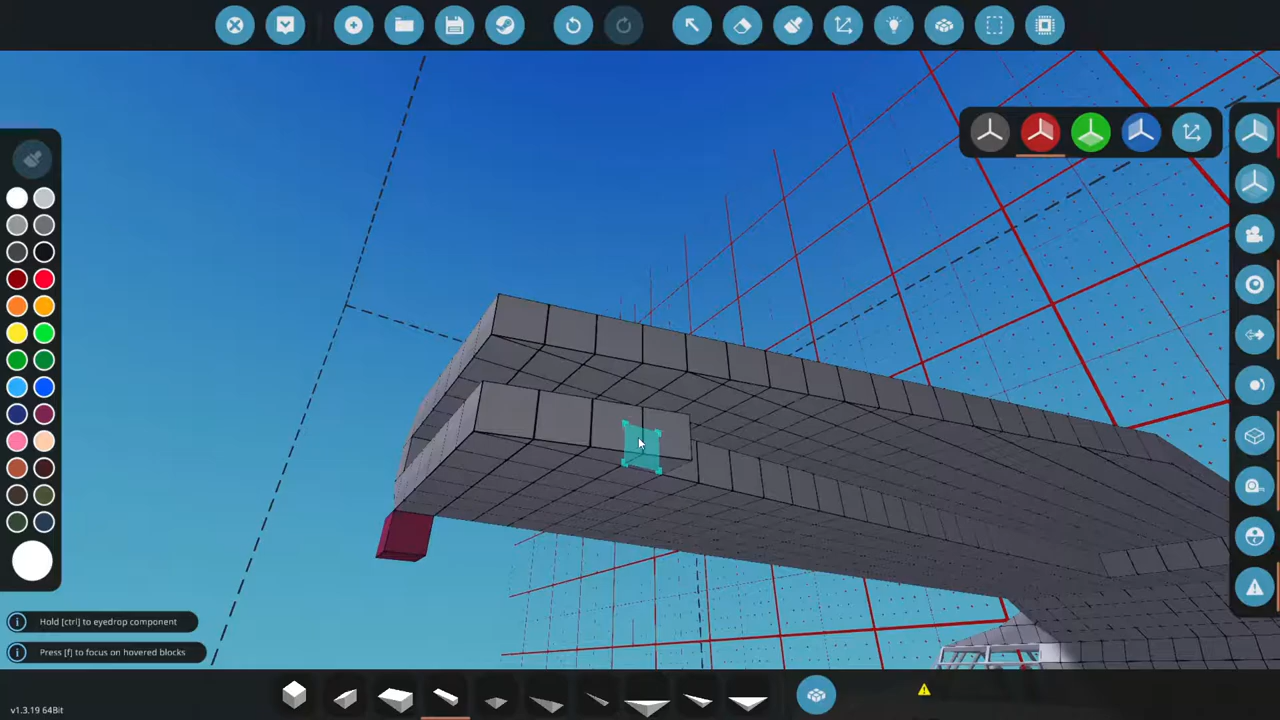 Hold [ctrl] to eyedrop component
Press [f] to focus on hovered blocks
v1.3.19 64Bit